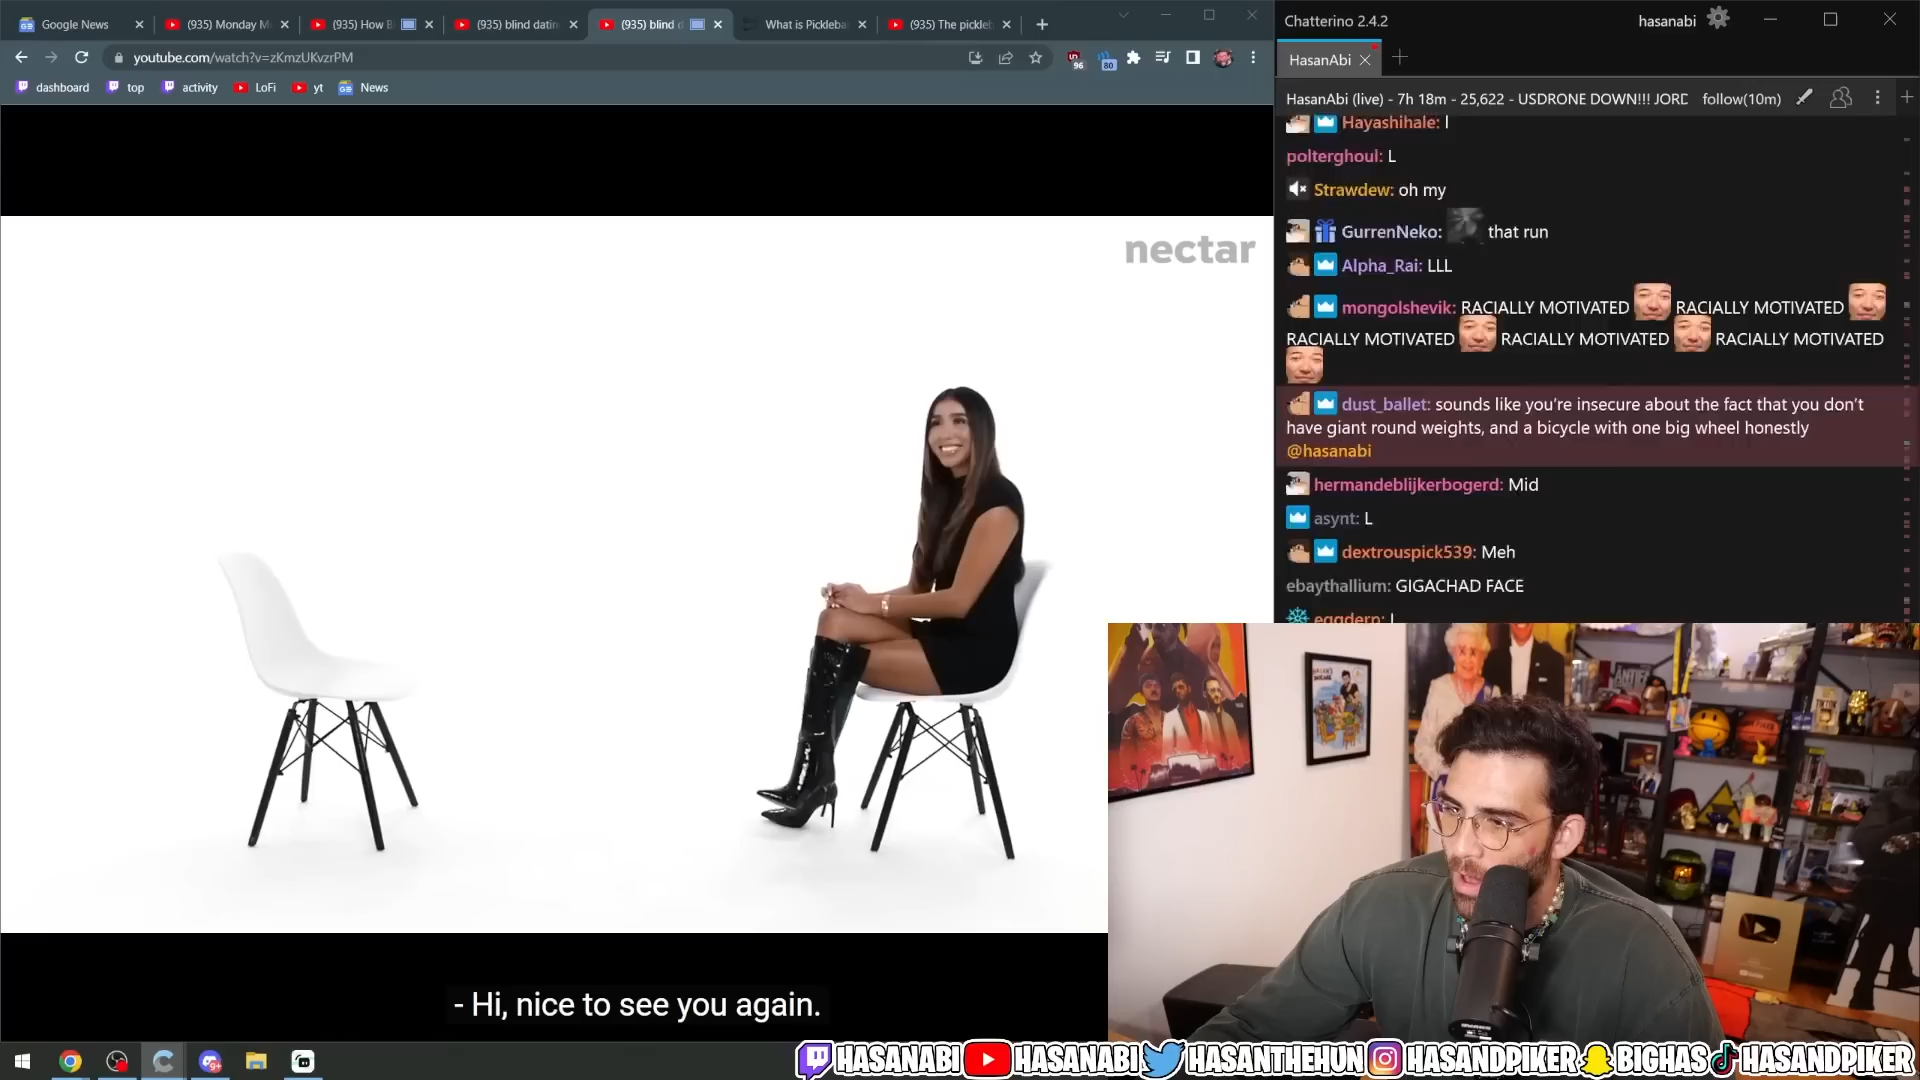 Google News
(935) Monday M
(935) How B
(935) blind datin
(935) blind d
What is Pickleba
(935) The pickle
youtube.com/watch?v=zKmzUKvzrPM
96
80
dashboard
top
activity
LoFi
yt
News
nectar
- Hi, nice to see you again.
Chatterino 2.4.2
hasanabi
HasanAbi
HasanAbi (live) - 7h 18m - 25,622 - USDRONE DOWN!!! JORD
follow(10m)
Hayashihale: l
polterghoul: L
Strawdew: oh my
GurrenNeko: that run
Alpha_Rai: LLL
mongolshevik: RACIALLY MOTIVATED RACIALLY MOTIVATED
RACIALLY MOTIVATED RACIALLY MOTIVATED RACIALLY MOTIVATED
dust_ballet: sounds like you're insecure about the fact that you don't
have giant round weights, and a bicycle with one big wheel honestly
@hasanabi
hermandeblijkerbogerd: Mid
asynt: L
dextrouspick539: Meh
ebaythallium: GIGACHAD FACE
HASANABI HASANABI HASANTHEHUN HASANDPIKER BIGHAS HASANDPIKER